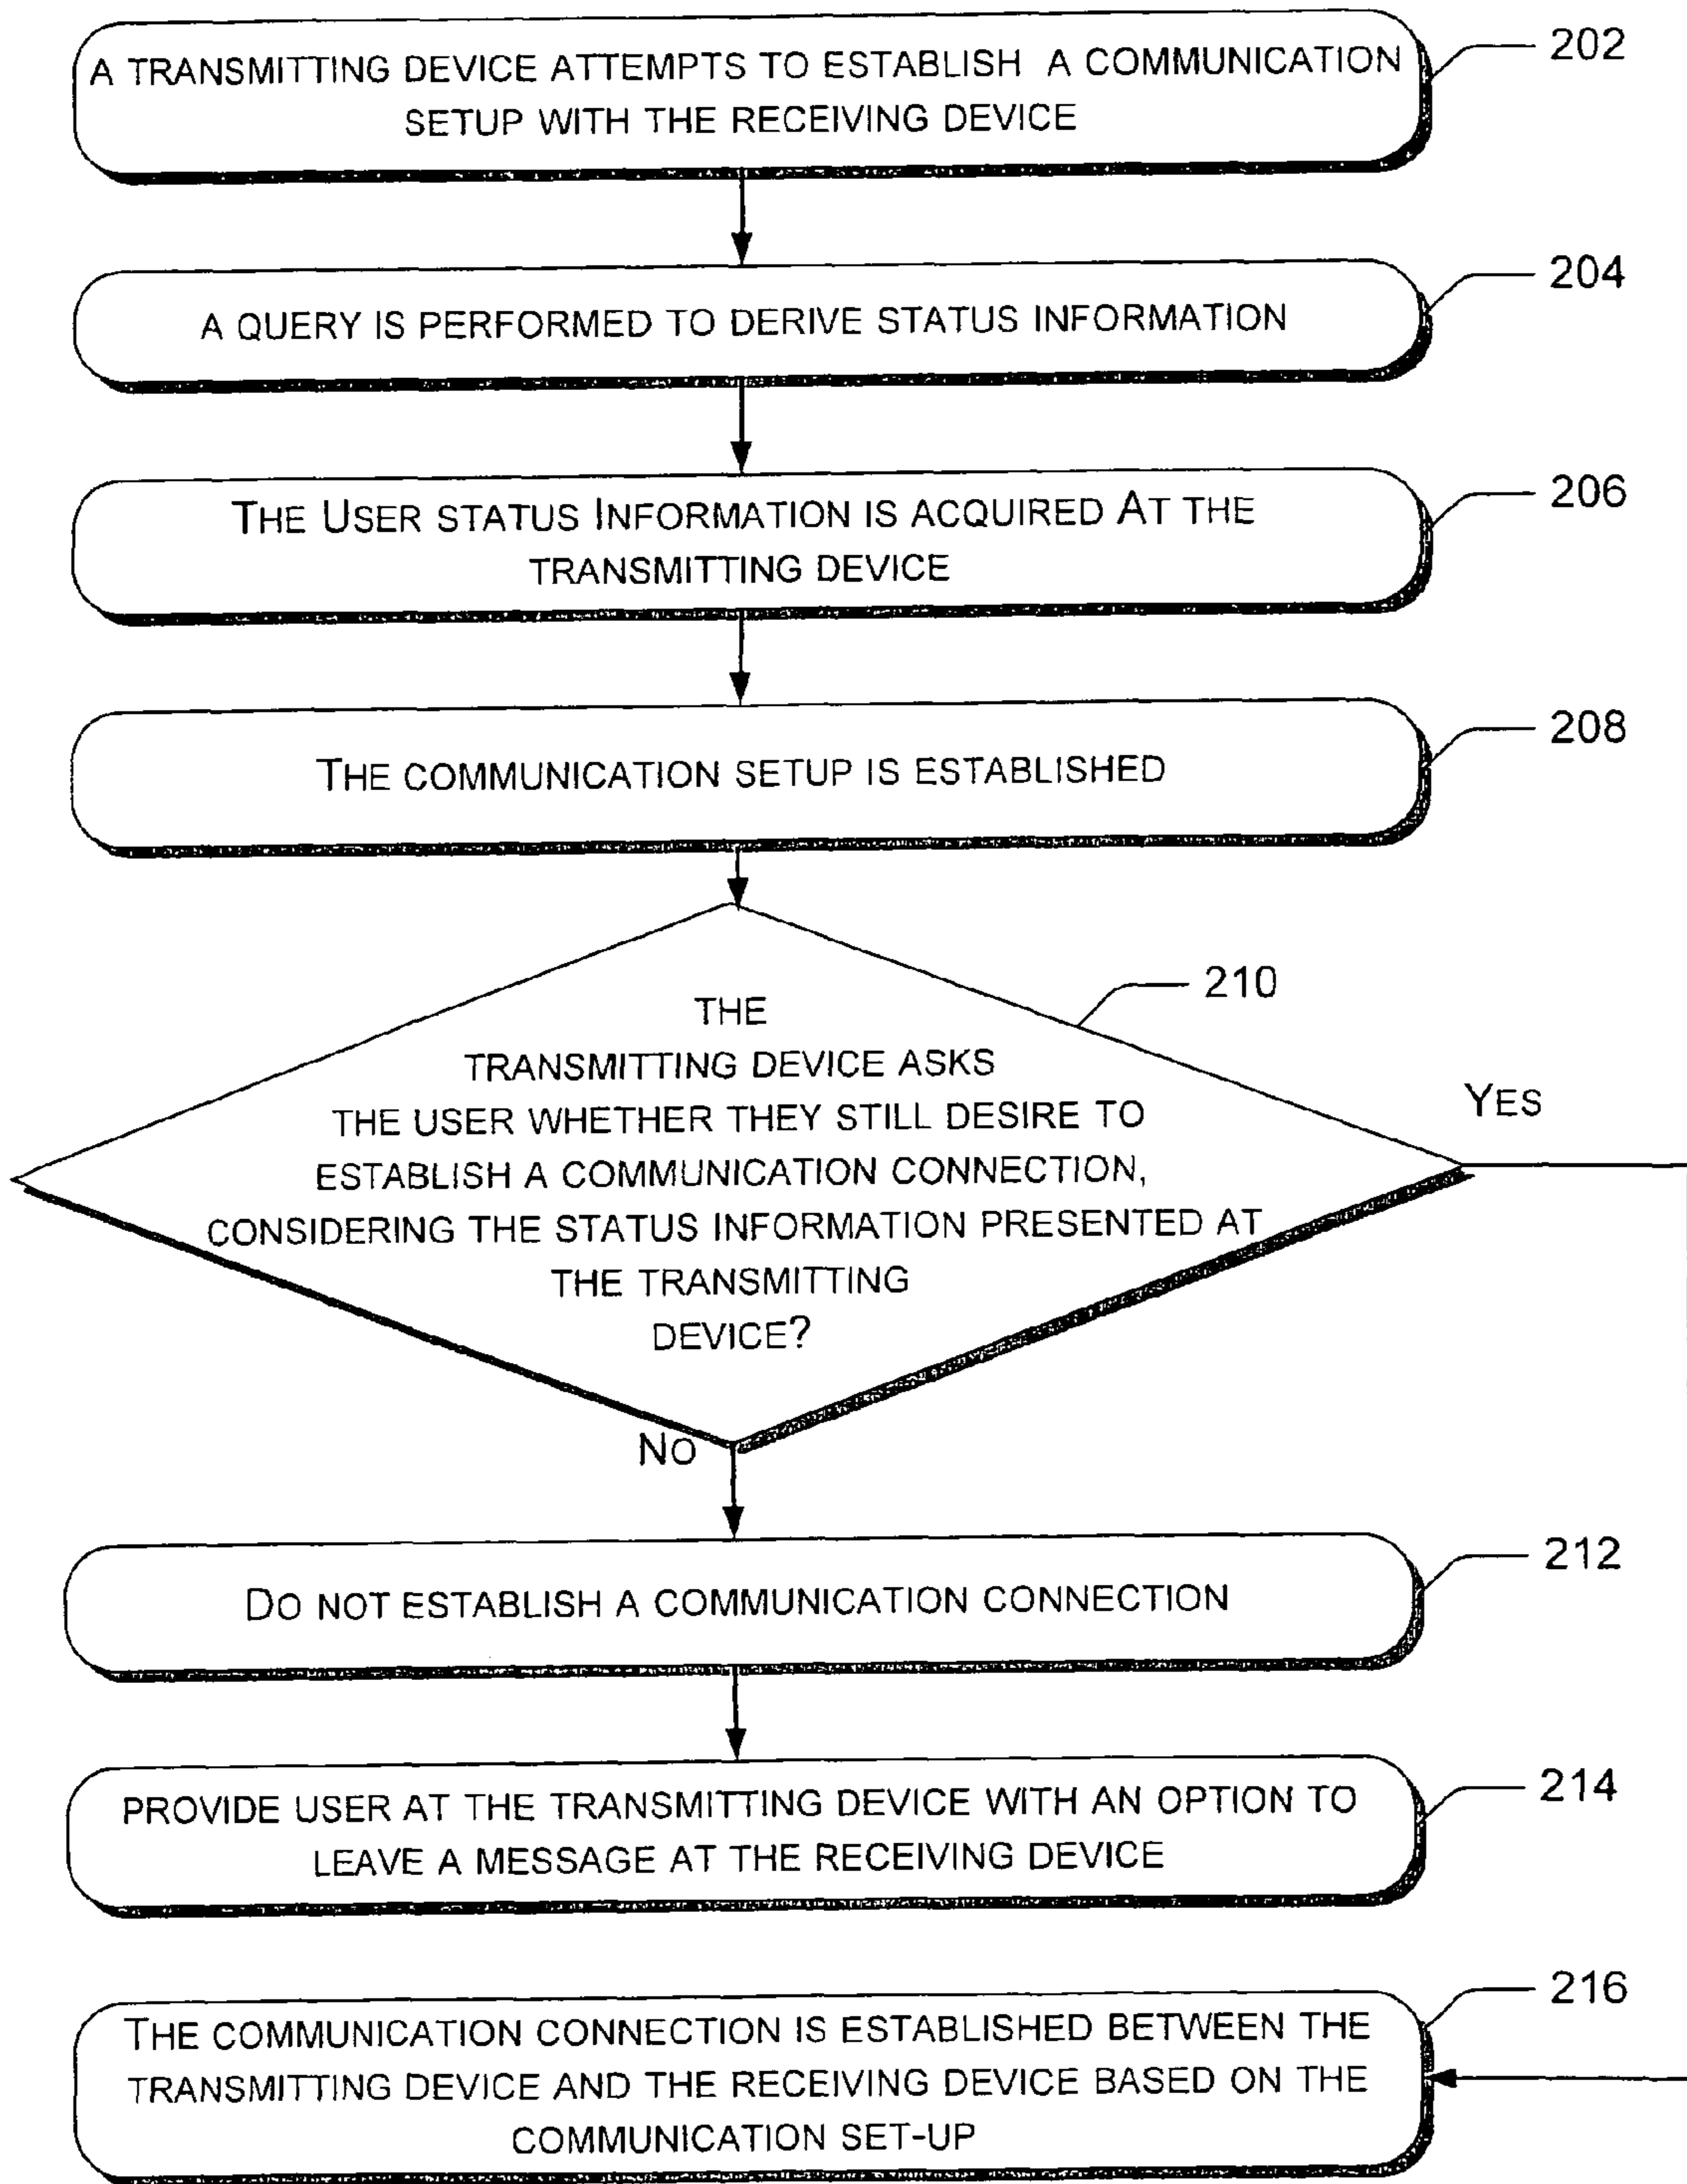 A TRANSMITTING DEVICE ATTEMPTS TO ESTABLISH A COMMUNICATION
SETUP WITH THE RECEIVING DEVICE
202
A QUERY IS PERFORMED TO DERIVE STATUS INFORMATION
204
THE USER STATUS INFORMATION IS ACQUIRED AT THE
TRANSMITTING DEVICE
206
THE COMMUNICATION SETUP IS ESTABLISHED
208
THE
TRANSMITTING DEVICE ASKS
THE USER WHETHER THEY STILL DESIRE TO
ESTABLISH A COMMUNICATION CONNECTION,
CONSIDERING THE STATUS INFORMATION PRESENTED AT
THE TRANSMITTING
DEVICE?
210
YES
NO
DO NOT ESTABLISH A COMMUNICATION CONNECTION
212
PROVIDE USER AT THE TRANSMITTING DEVICE WITH AN OPTION TO
LEAVE A MESSAGE AT THE RECEIVING DEVICE
214
THE COMMUNICATION CONNECTION IS ESTABLISHED BETWEEN THE
TRANSMITTING DEVICE AND THE RECEIVING DEVICE BASED ON THE
COMMUNICATION SET-UP
216